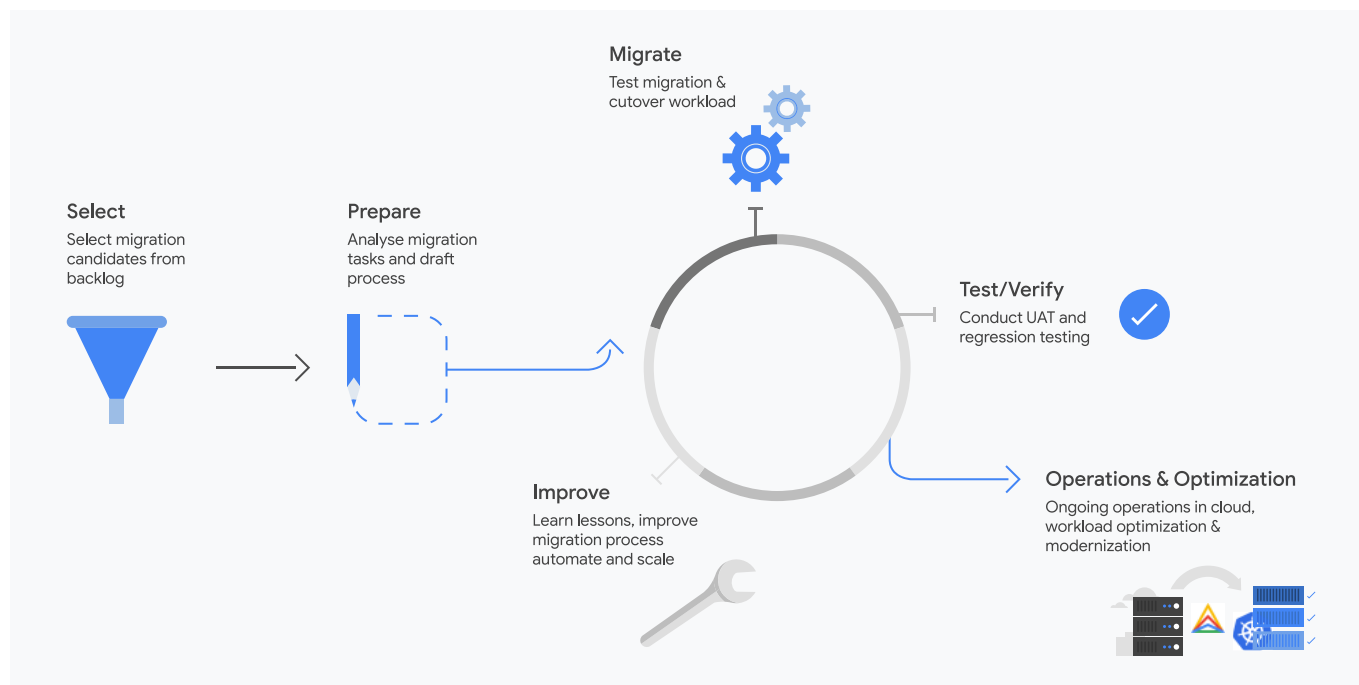 Migrate
Test migration &
cutover workload
Select
Select migration
candidates from
backlog
Prepare
Analyse migration
tasks and draft
process
Test/Verify
Conduct UAT and
regression testing
Improve
Learn lessons, improve
migration process
automate and scale
Operations & Optimization
Ongoing operations in cloud,
workload optimization &
modernization